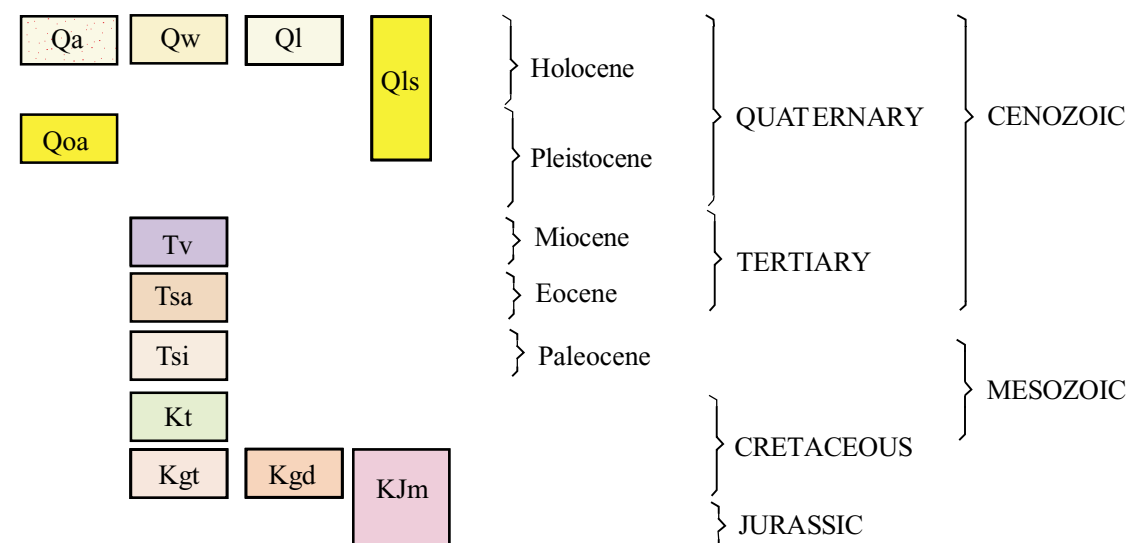 Qa Qw Ql
Qls
Holocene
QUATERNARY CENOZOIC
Qoa
Pleistocene
Tv Miocene
TERTIARY
Tsa Eocene
Tsi Paleocene
MESOZOIC
Kt
CRETACEOUS
Kgt Kgd KJm
JURASSIC